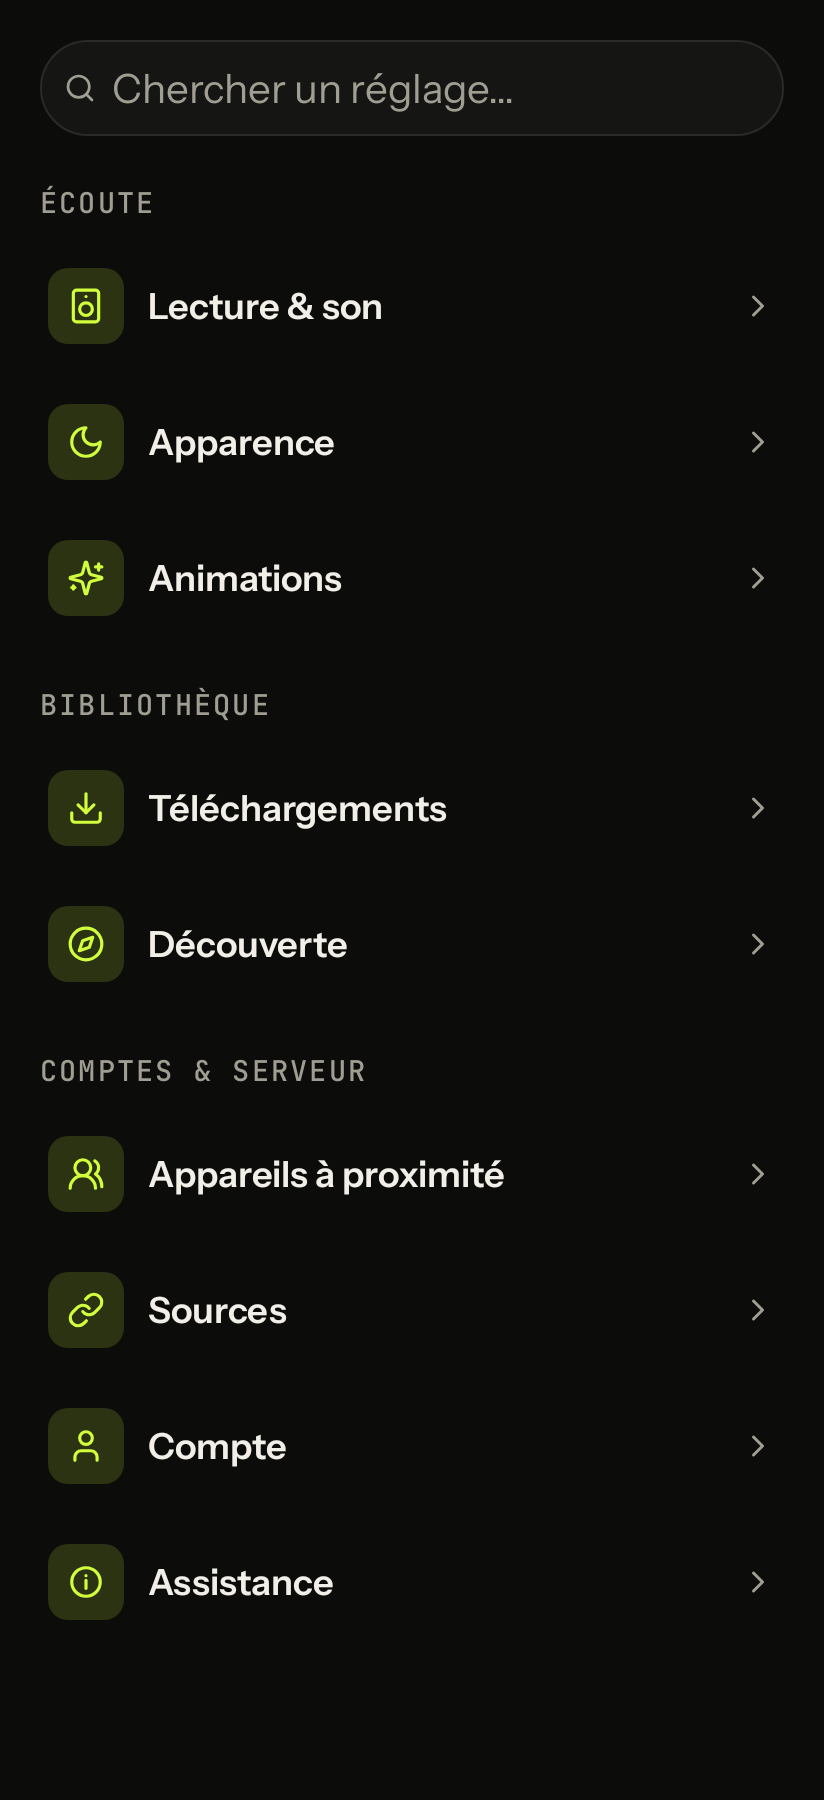 Chercher un réglage...
ÉCOUTE
Lecture & son
Apparence
Animations
BIBLIOTHÈQUE
Téléchargements
Découverte
COMPTES & SERVEUR
Appareils à proximité
Sources
Compte
Assistance